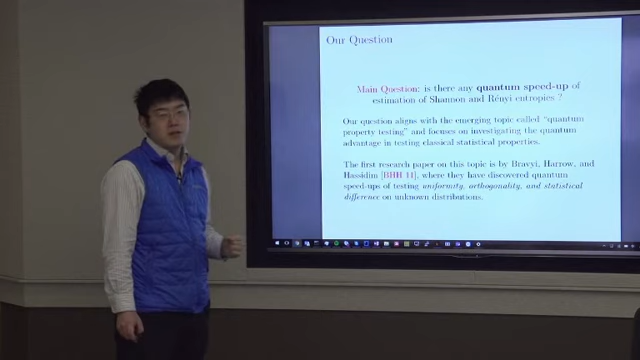 Our Question
Main Question: is there any quantum speed-up of
estimation of Shannon and Rényi entropies ?
Our question aligns with the emerging topic called "quantum
property testing" and focuses on investigating the quantum
advantage in testing classical statistical properties.
The first research paper on this topic is by Bravyi, Harrow, and
Hassidim [BHH 11], where they have discovered quantum
speed-ups of testing uniformity, orthogonality, and statistical
difference on unknown distributions.